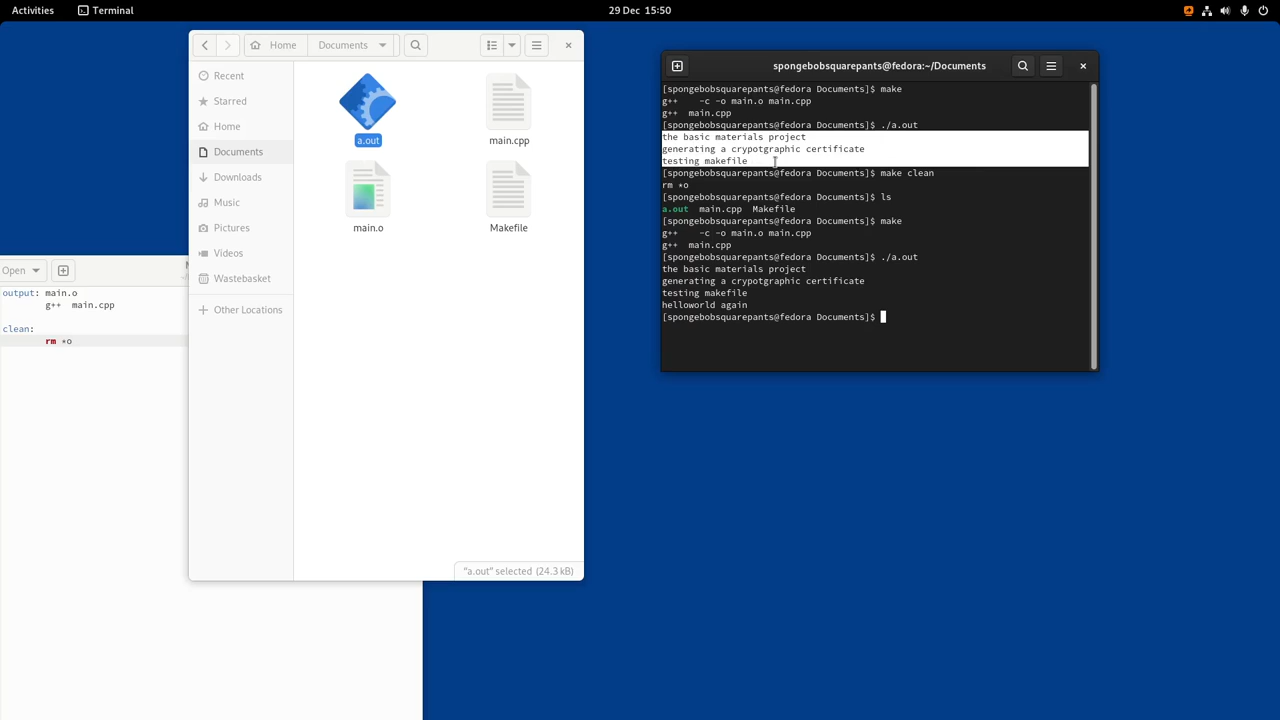 Activities
Terminal
29 Dec 15:50
Home
Documents
Recent
Starred
Home
Documents
Downloads
Music
Pictures
Videos
Wastebasket
Other Locations
a.out
main.cpp
main.o
Makefile
"a.out" selected (24.3 kB)
Open
output: main.o
g++ main.cpp
clean:
rm *o
spongebobsquarepants@fedora:~/Documents
[spongebobsquarepants@fedora Documents]$ make
g++ -c -o main.o main.cpp
g++ main.cpp
[spongebobsquarepants@fedora Documents]$ ./a.out
the basic materials project
generating a crypotgraphic certificate
testing makefile
[spongebobsquarepants@fedora Documents]$ make clean
rm *o
[spongebobsquarepants@fedora Documents]$ ls
a.out main.cpp Makefile
[spongebobsquarepants@fedora Documents]$ make
g++ -c -o main.o main.cpp
g++ main.cpp
[spongebobsquarepants@fedora Documents]$ ./a.out
the basic materials project
generating a crypotgraphic certificate
testing makefile
helloworld again
[spongebobsquarepants@fedora Documents]$